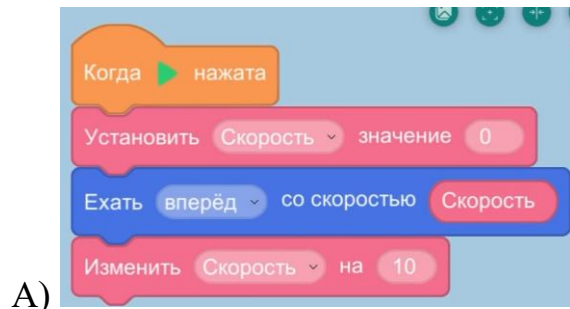 Когда нажата
Установить Скорость значение 0
Ехать вперёд со скоростью Скорость
Изменить Скорость на 10
А)